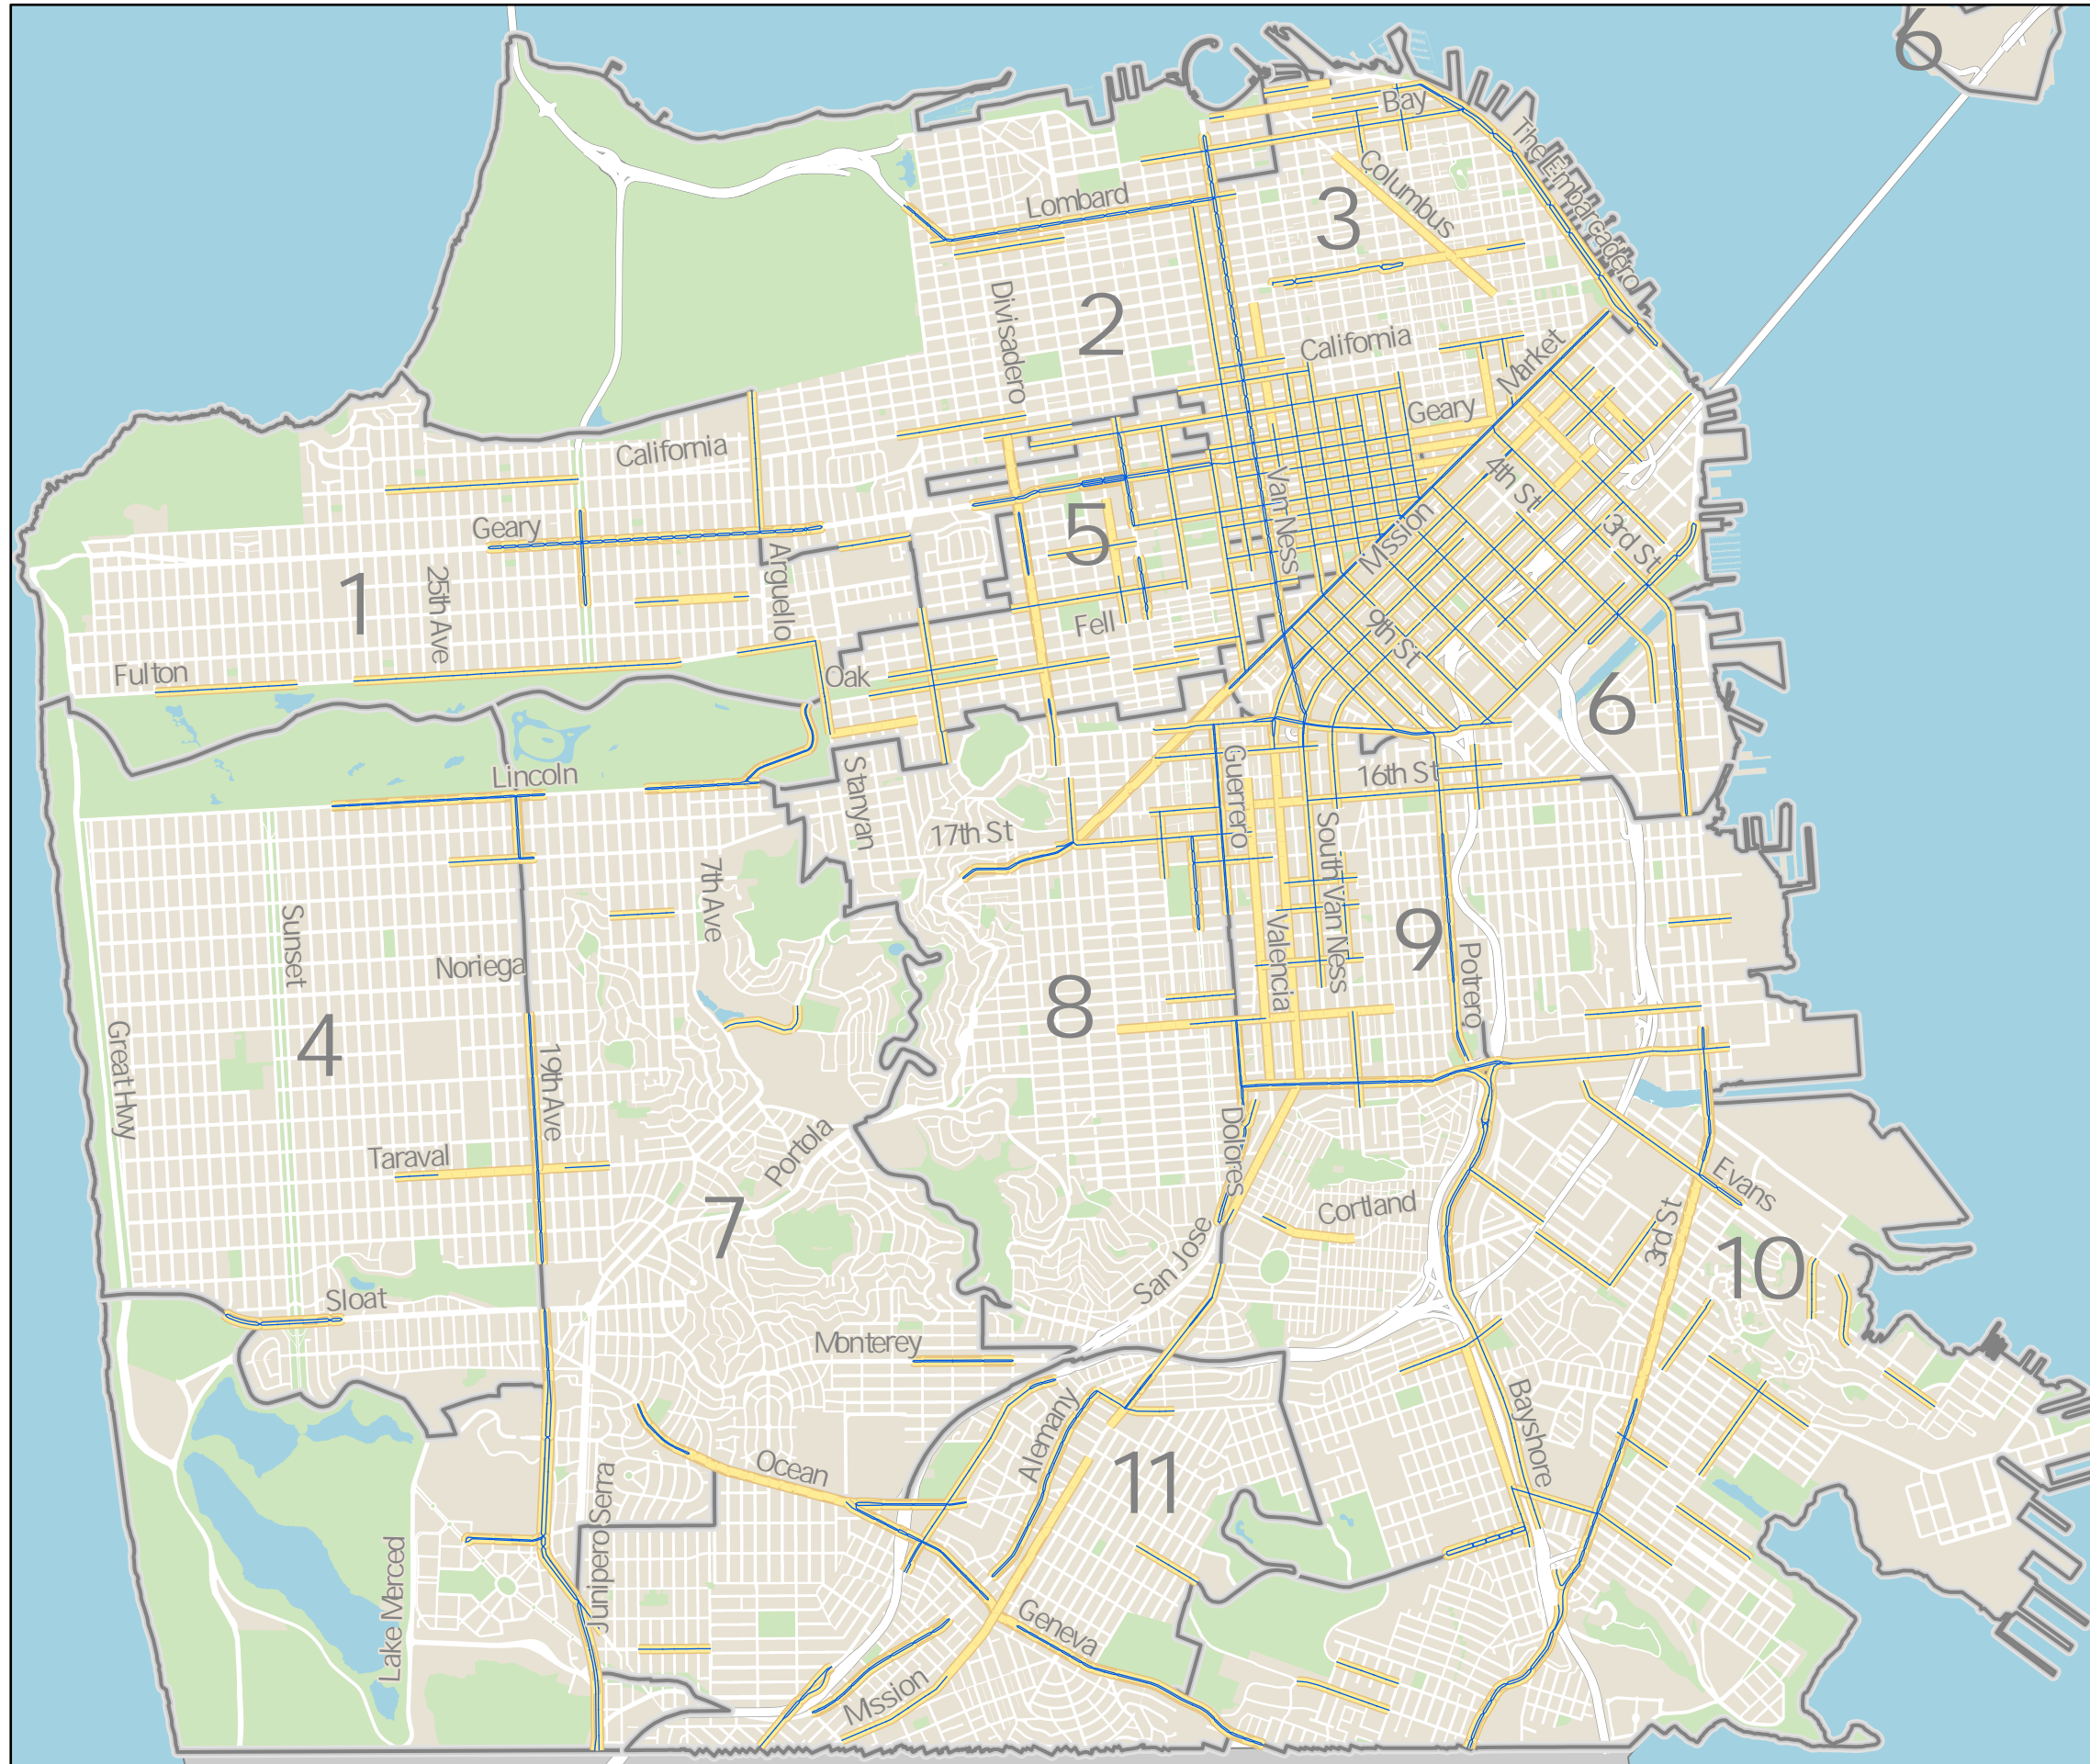 6
Bay
The Embarcadero
Lombard
Columbus
3
2
Divisadero
California
Market
California
Geary
Geary
Van Ness
4th St
3rd St
5
Mission
1
25th Ave
Arguello
Fell
9th St
Fulton
Oak
6
Lincoln
Stanyan
Guerrero
16th St
17th St
7th Ave
South Van Ness
Sunset
Noriega
Valencia
9
Potrero
8
4
Great Hwy
19th Ave
Dolores
Taraval
Portola
Evans
7
San Jose
Cortland
3rd St
10
Sloat
Monterey
Alemany
Bayshore
Ocean
11
Junipero Serra
Lake Merced
Geneva
Mission